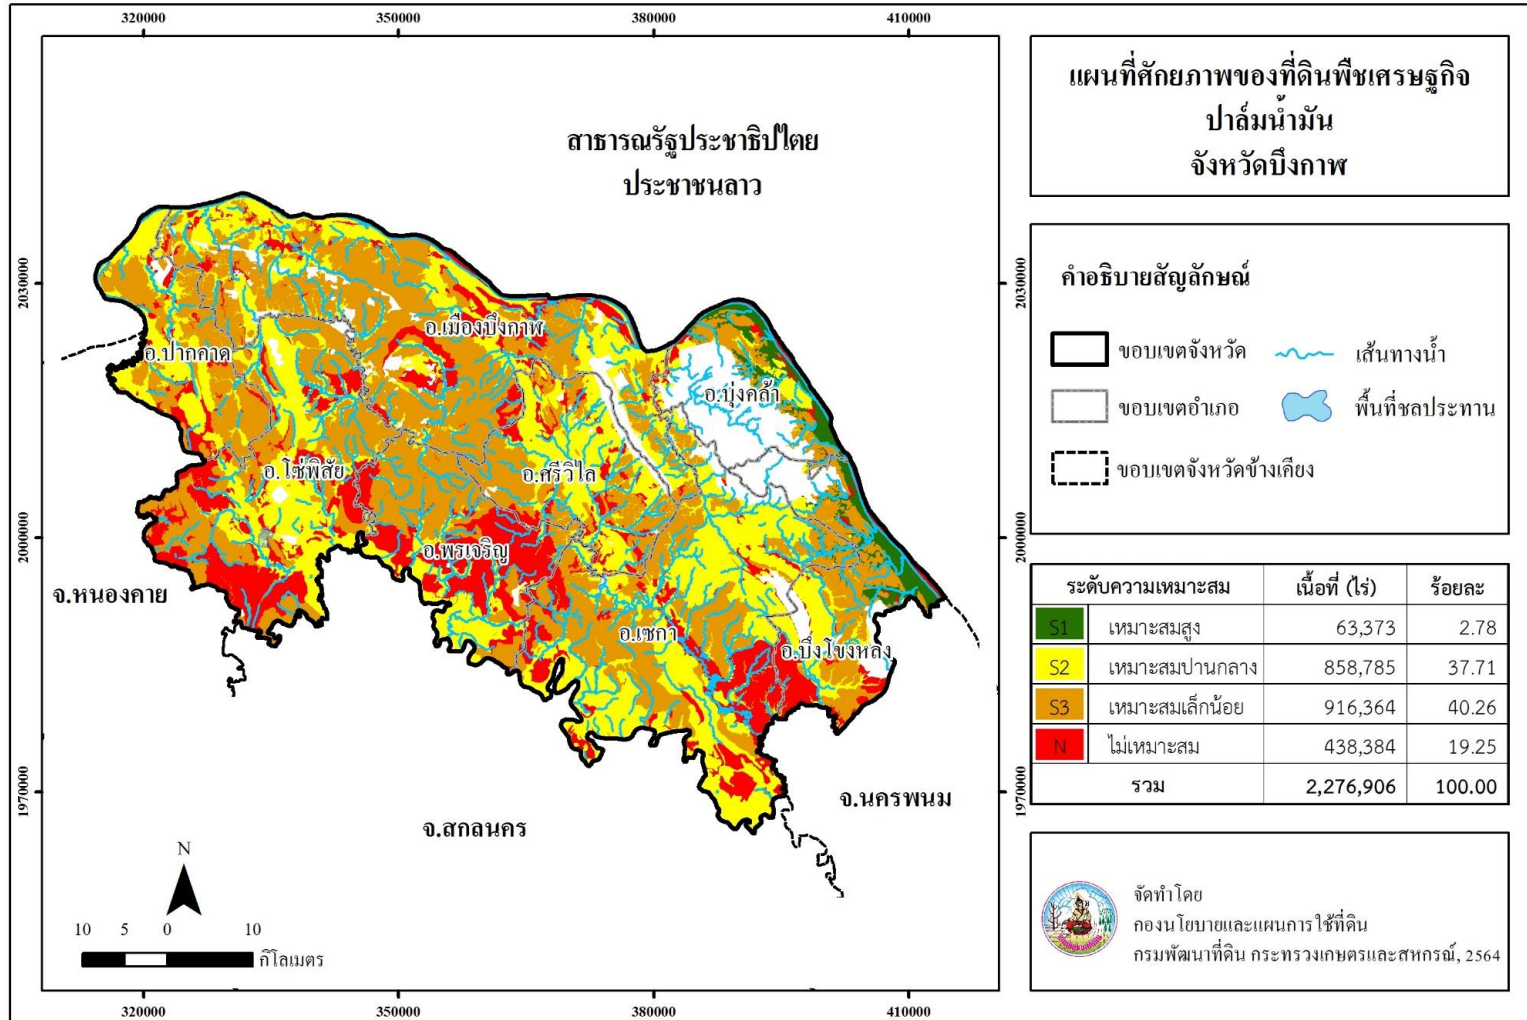 320000 350000 380000 410000
แผนที่ศักยภาพของที่ดินพืชเศรษฐกิจ
ปาล์มน้ำมัน
จังหวัดบึงกาฬ
สาธารณรัฐประชาธิปไตย
ประชาชนลาว
2030000
2000000
1970000
อ.เมืองบึงกาฬ
อ.ปากคาด
อ.บุ่งคล้า
อ.โซ่พิสัย
อ.ศรีวิไล
อ.พรเจริญ
อ.เซกา
อ.บึงโขงหลง
จ.หนองคาย
จ.สกลนคร
จ.นครพนม
N
10 5 0 10
กิโลเมตร
2030000
2000000
1970000
320000 350000 380000 410000
คำอธิบายสัญลักษณ์
ขอบเขตจังหวัด เส้นทางน้ำ
ขอบเขตอำเภอ พื้นที่ชลประทาน
ขอบเขตจังหวัดข้างเคียง
ระดับความเหมาะสม เนื้อที่ (ไร่) ร้อยละ
S1 เหมาะสมสูง 63,373 2.78
S2 เหมาะสมปานกลาง 858,785 37.71
S3 เหมาะสมเล็กน้อย 916,364 40.26
N ไม่เหมาะสม 438,384 19.25
รวม 2,276,906 100.00
จัดทำโดย
กองนโยบายและแผนการใช้ที่ดิน
กรมพัฒนาที่ดิน กระทรวงเกษตรและสหกรณ์, 2564